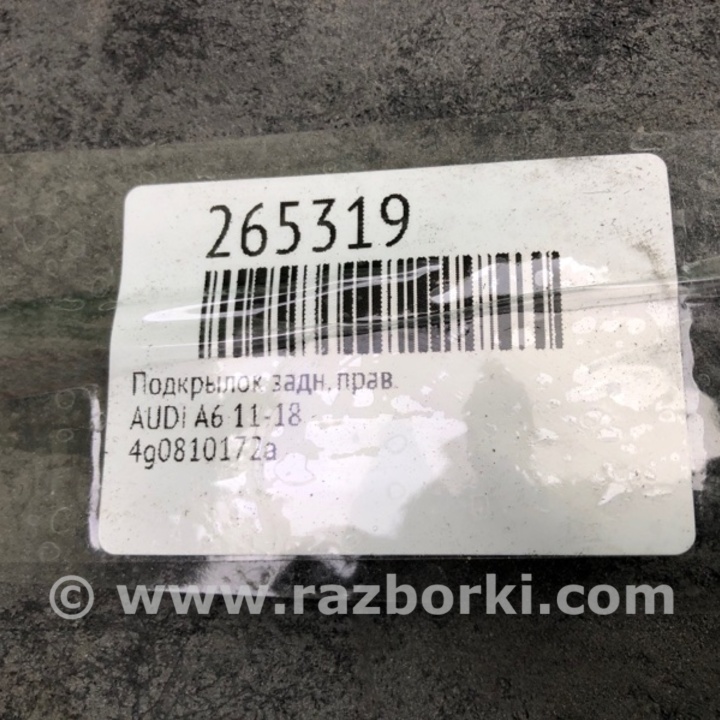 265319
Подкрылок задн. прав.
AUDI A6 11-18
4g0810172a
© www.razborki.com